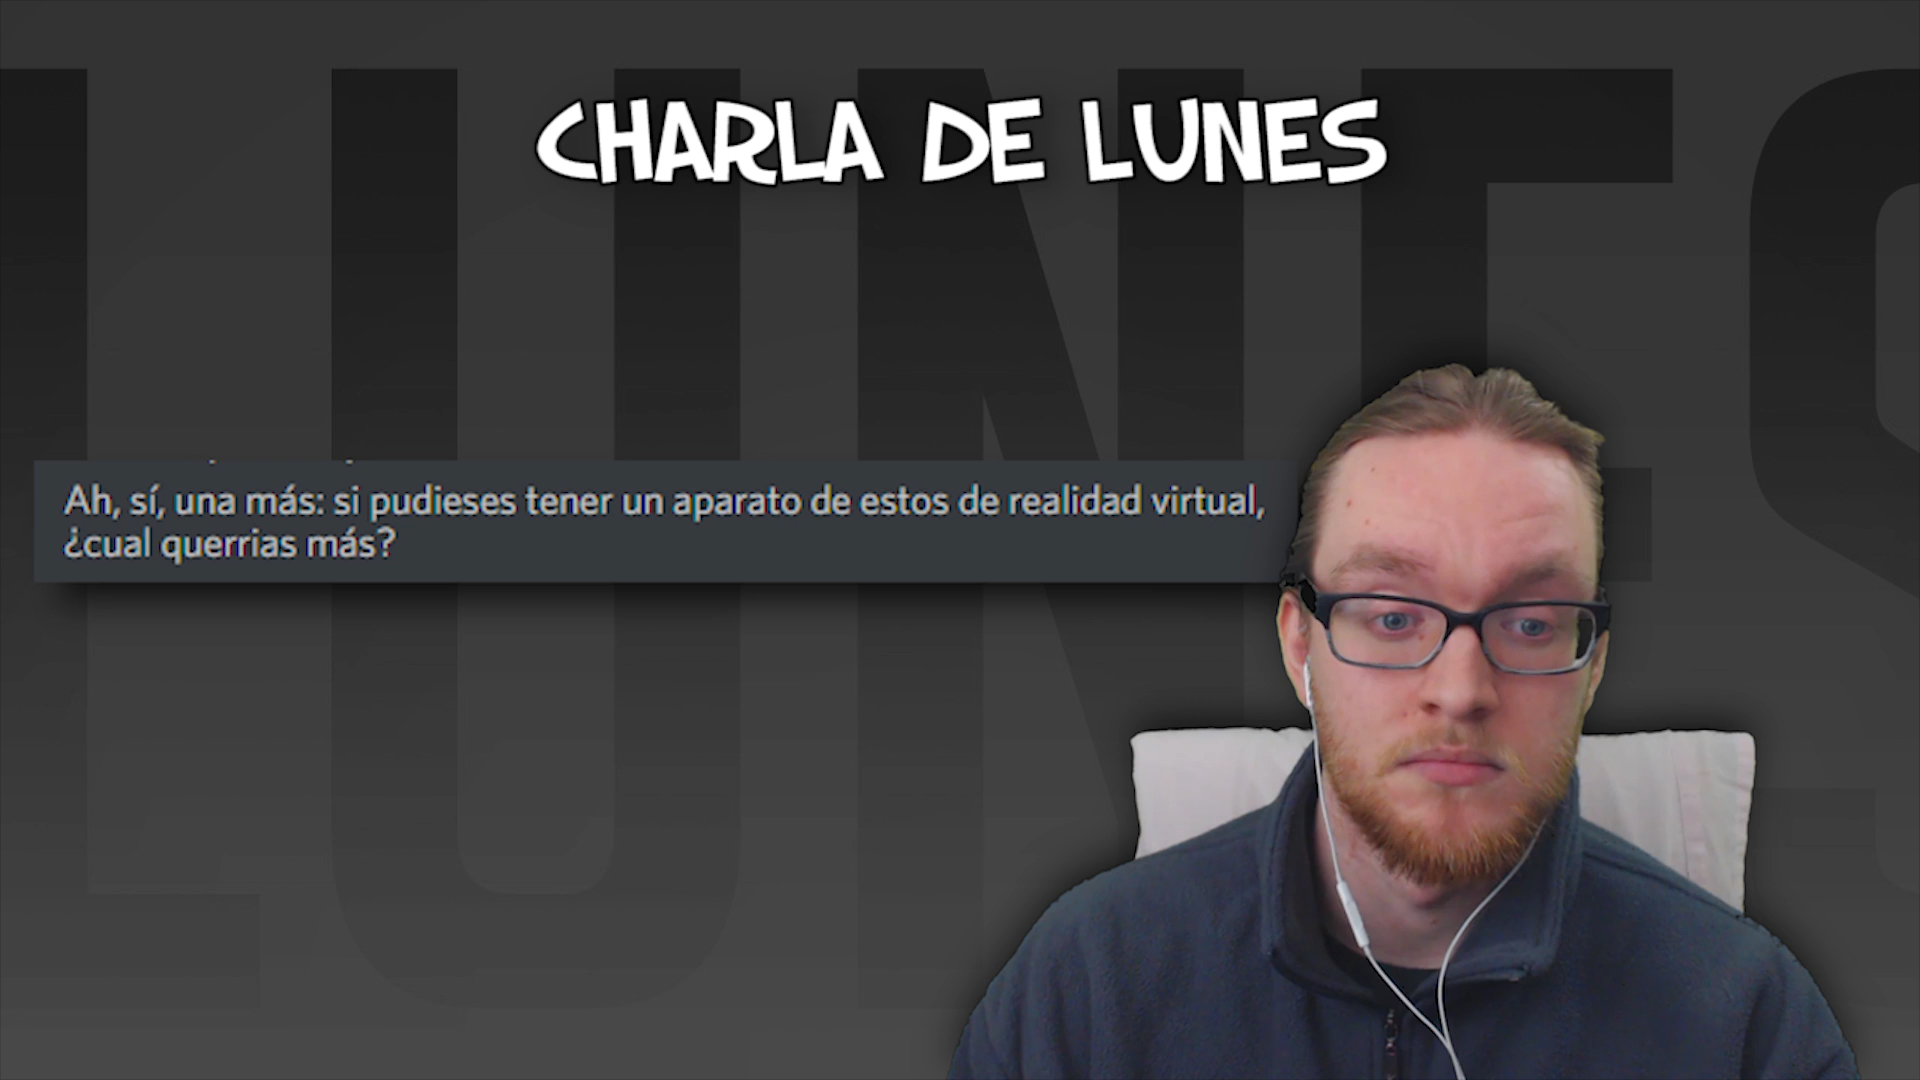 CHARLA DE LUNES
LUNES
Ah, sí, una más: si pudieses tener un aparato de estos de realidad virtual,
¿cual querrias más?